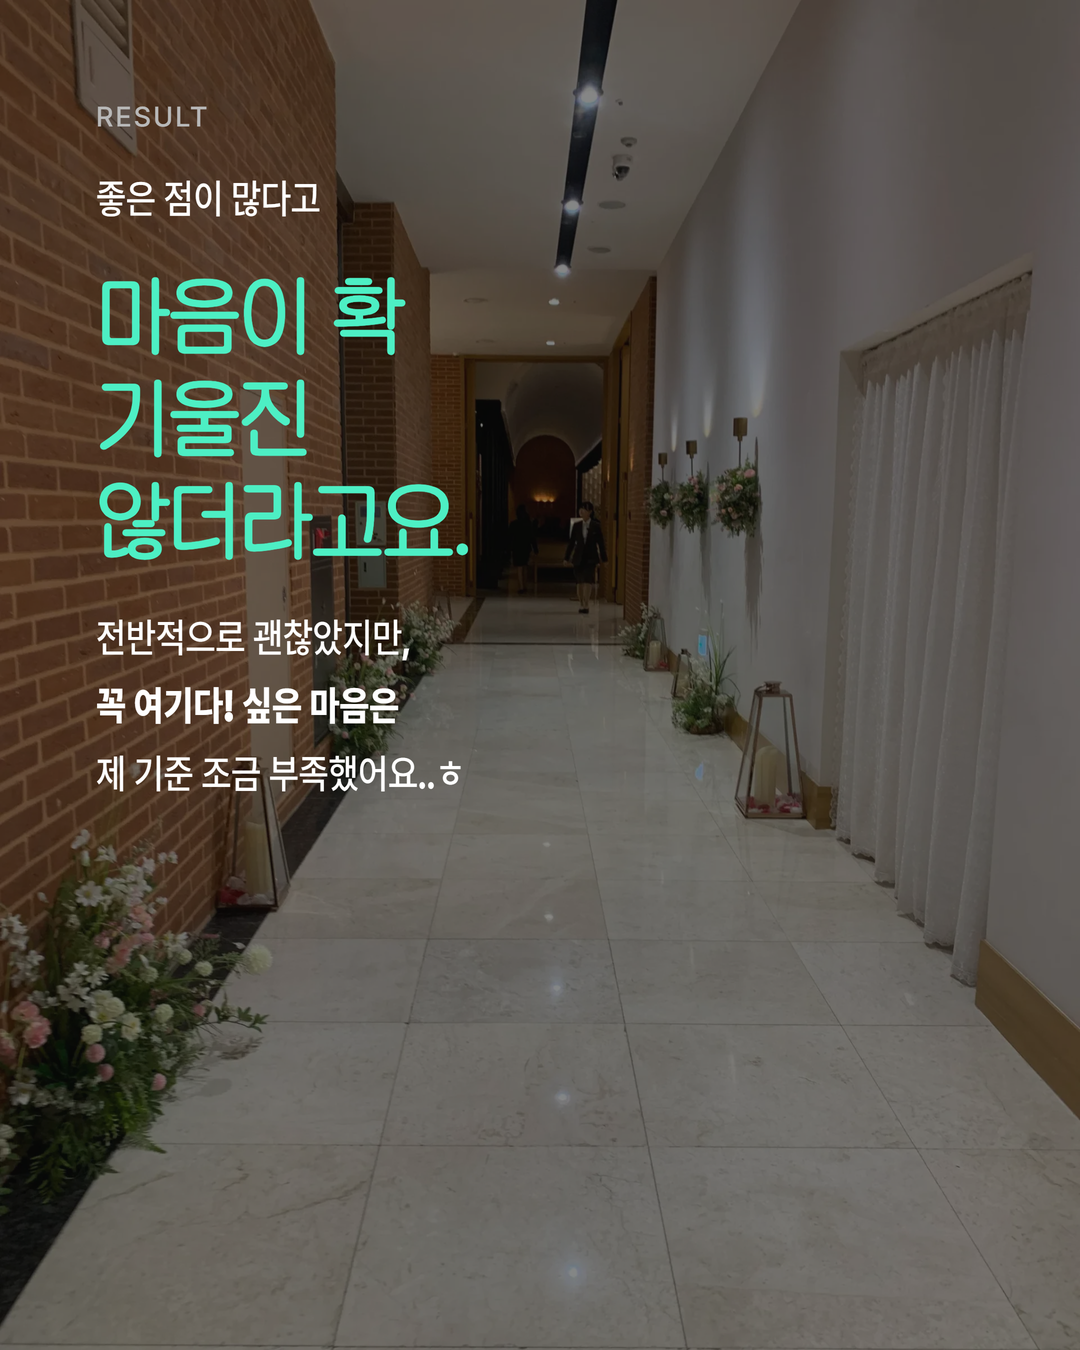 RESULT
좋은 점이 많다고
마음이 확
기울진
않더라고요.
전반적으로 괜찮았지만,
꼭 여기다! 싶은 마음은
제 기준 조금 부족했어요..ㅎ